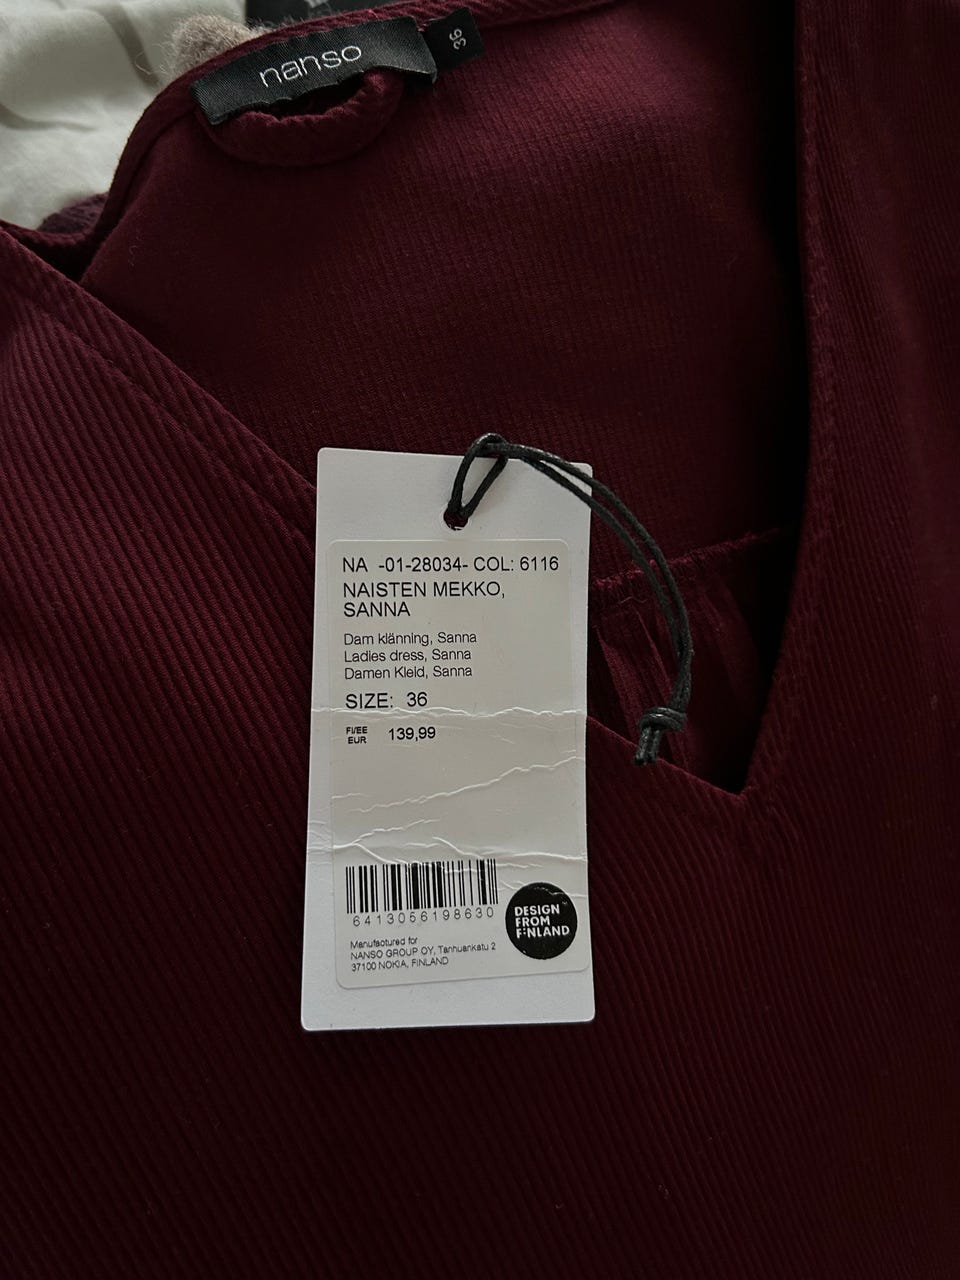 nanso
36
NA -01-28034- COL: 6116
NAISTEN MEKKO,
SANNA
Dam klänning, Sanna
Ladies dress, Sanna
Damen Kleid, Sanna
SIZE: 36
FI/EE
EUR 139,99
6413056198630
DESIGN
FROM
FINLAND
Manufactured for
NANSO GROUP OY, Tanhuankatu 2
37100 NOKIA, FINLAND